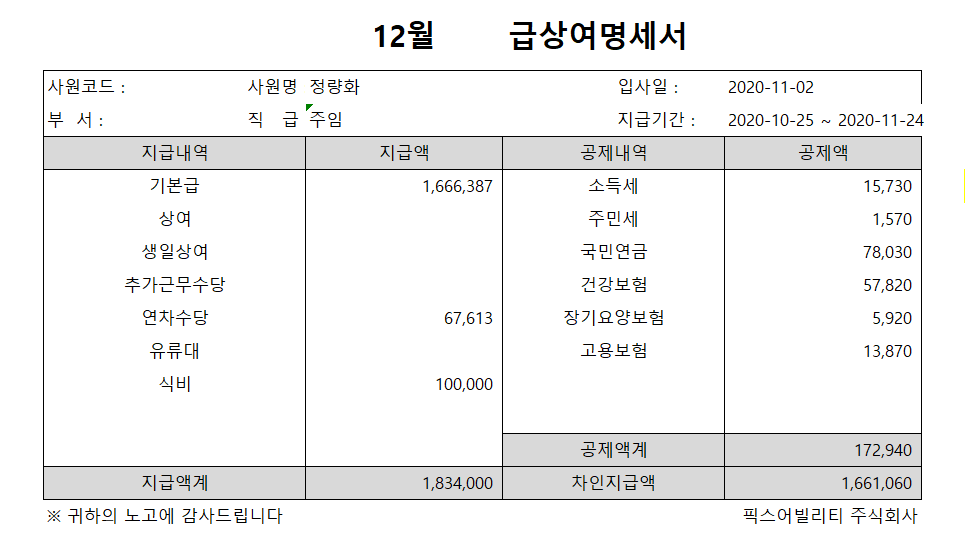 12월 급상여명세서
사원코드 : 사원명 정량화 입사일 : 2020-11-02
부 서 : 직 급 주임 지급기간 : 2020-10-25 ~ 2020-11-24
지급내역 지급액 공제내역 공제액
기본급 1,666,387 소득세 15,730
상여 주민세 1,570
생일상여 국민연금 78,030
추가근무수당 건강보험 57,820
연차수당 67,613 장기요양보험 5,920
유류대 고용보험 13,870
식비 100,000
공제액계 172,940
지급액계 1,834,000 차인지급액 1,661,060
※ 귀하의 노고에 감사드립니다 픽스어빌리티 주식회사